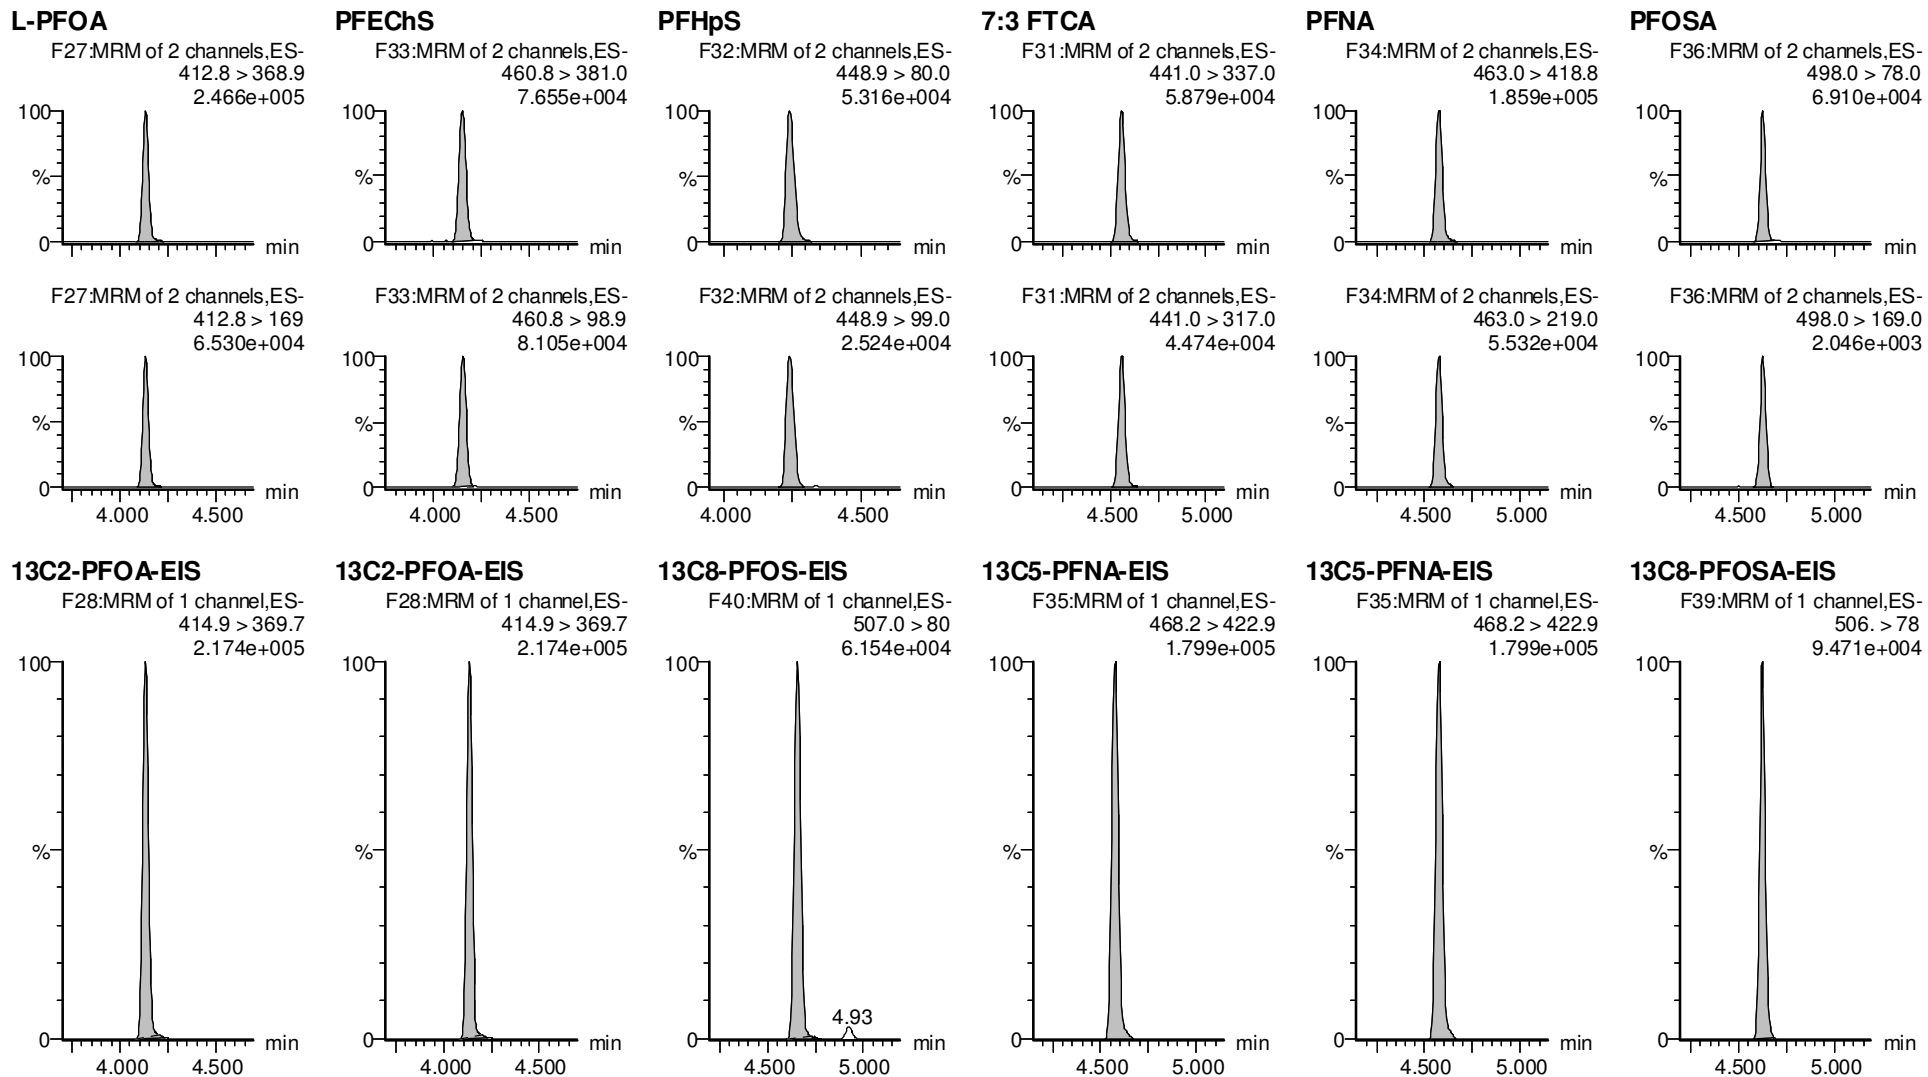 L-PFOA
F27:MRM of 2 channels,ES-
412.8 > 368.9
2.466e+005
100
%
0
min
PFEChS
F33:MRM of 2 channels,ES-
460.8 > 381.0
7.655e+004
100
%
0
min
PFHpS
F32:MRM of 2 channels,ES-
448.9 > 80.0
5.316e+004
100
%
0
min
7:3 FTCA
F31:MRM of 2 channels,ES-
441.0 > 337.0
5.879e+004
100
%
0
min
PFNA
F34:MRM of 2 channels,ES-
463.0 > 418.8
1.859e+005
100
%
0
min
PFOSA
F36:MRM of 2 channels,ES-
498.0 > 78.0
6.910e+004
100
%
0
min
F27:MRM of 2 channels,ES-
412.8 > 169
6.530e+004
100
%
0
min
4.000 4.500
F33:MRM of 2 channels,ES-
460.8 > 98.9
8.105e+004
100
%
0
min
4.000 4.500
F32:MRM of 2 channels,ES-
448.9 > 99.0
2.524e+004
100
%
0
min
4.000 4.500
F31:MRM of 2 channels,ES-
441.0 > 317.0
4.474e+004
100
%
0
min
4.500 5.000
F34:MRM of 2 channels,ES-
463.0 > 219.0
5.532e+004
100
%
0
min
4.500 5.000
F36:MRM of 2 channels,ES-
498.0 > 169.0
2.046e+003
100
%
0
min
4.500 5.000
13C2-PFOA-EIS
F28:MRM of 1 channel,ES-
414.9 > 369.7
2.174e+005
100
%
0
min
4.000 4.500
13C2-PFOA-EIS
F28:MRM of 1 channel,ES-
414.9 > 369.7
2.174e+005
100
%
0
min
4.000 4.500
13C8-PFOS-EIS
F40:MRM of 1 channel,ES-
507.0 > 80
6.154e+004
100
%
4.93
0
min
4.500 5.000
13C5-PFNA-EIS
F35:MRM of 1 channel,ES-
468.2 > 422.9
1.799e+005
100
%
0
min
4.500 5.000
13C5-PFNA-EIS
F35:MRM of 1 channel,ES-
468.2 > 422.9
1.799e+005
100
%
0
min
4.500 5.000
13C8-PFOSA-EIS
F39:MRM of 1 channel,ES-
506. > 78
9.471e+004
100
%
0
min
4.500 5.000